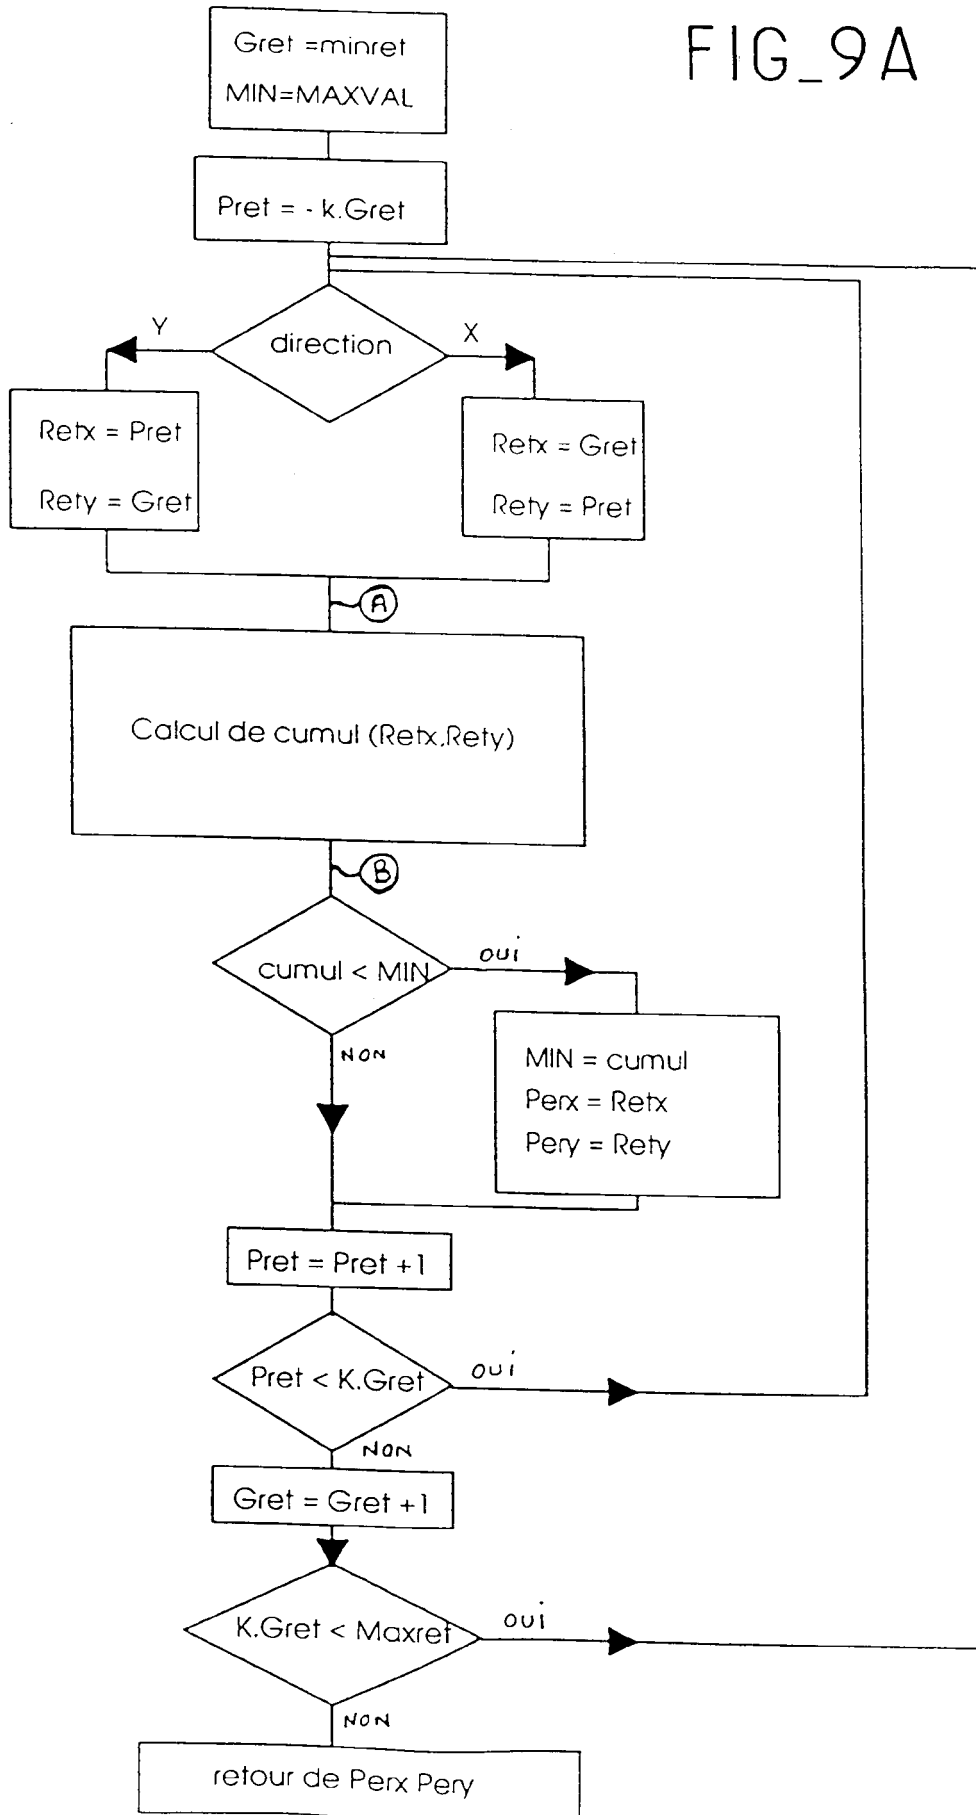 FIG_9A
Gret =minret
MIN=MAXVAL
Pret = - k.Gret
direction
Y
X
Retx = Pret
Rety = Gret
Retx = Gret
Rety = Pret
A
Calcul de cumul (Retx,Rety)
B
cumul < MIN
oui
NON
MIN = cumul
Perx = Retx
Pery = Rety
Pret = Pret +1
Pret < K.Gret
oui
NON
Gret = Gret +1
K.Gret < Maxref
oui
NON
retour de Perx Pery